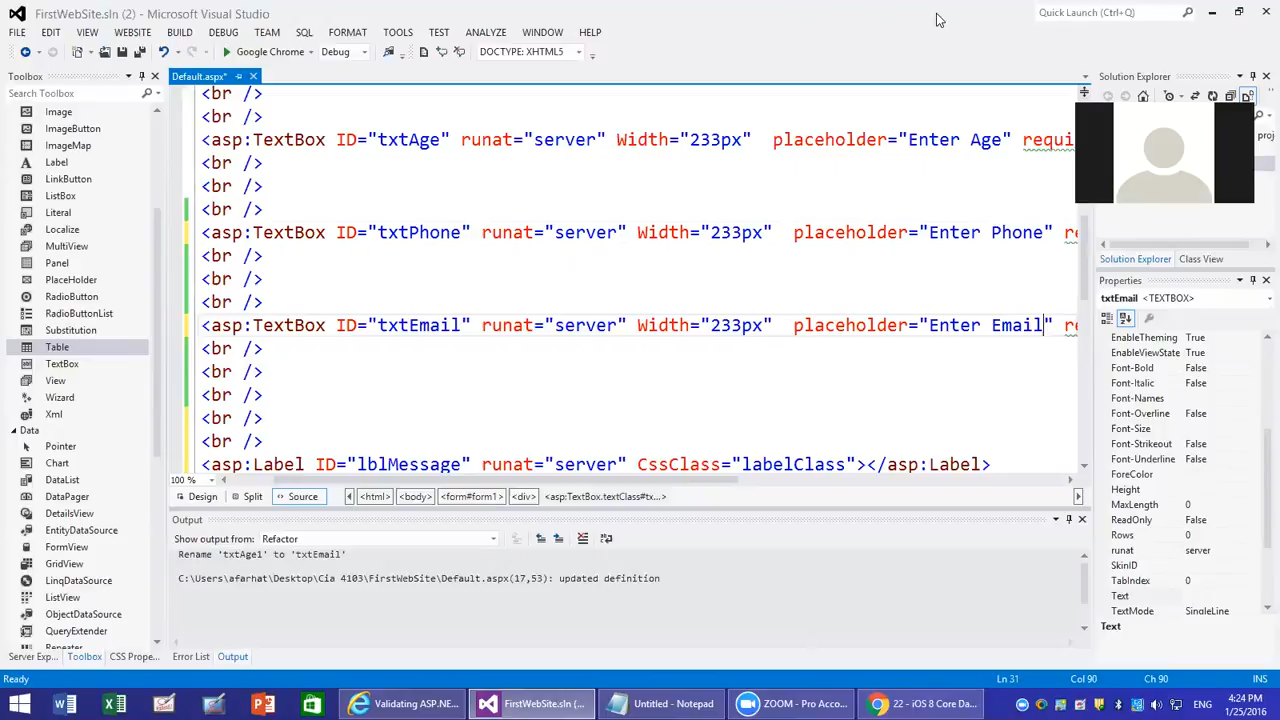 FirstWebSite.sln (2) - Microsoft Visual Studio
Quick Launch (Ctrl+Q)
FILE EDIT VIEW WEBSITE BUILD DEBUG TEAM SQL FORMAT TOOLS TEST ANALYZE WINDOW HELP
Google Chrome Debug DOCTYPE: XHTML5
Toolbox
Search Toolbox
Image
ImageButton
ImageMap
Label
LinkButton
ListBox
Literal
Localize
MultiView
Panel
PlaceHolder
RadioButton
RadioButtonList
Substitution
Table
TextBox
View
Wizard
Xml
Data
Pointer
Chart
DataList
DataPager
DetailsView
EntityDataSource
FormView
GridView
LinqDataSource
ListView
ObjectDataSource
QueryExtender
Repeater
Server Exp... Toolbox CSS Prope...
Default.aspx*
<br />
<br />
<asp:TextBox ID="txtAge" runat="server" Width="233px" placeholder="Enter Age" requi
<br />
<br />
<br />
<asp:TextBox ID="txtPhone" runat="server" Width="233px" placeholder="Enter Phone" re
<br />
<br />
<br />
<asp:TextBox ID="txtEmail" runat="server" Width="233px" placeholder="Enter Email" re
<br />
<br />
<br />
<br />
<br />
<asp:Label ID="lblMessage" runat="server" CssClass="labelClass"></asp:Label>
100 %
Design Split Source <html> <body> <form#form1> <div> <asp:TextBox.textClass#tx...>
Output
Show output from: Refactor
Rename 'txtAge1' to 'txtEmail'
C:\Users\afarhat\Desktop\Cia 4103\FirstWebSite\Default.aspx(17,53): updated definition
Error List Output
Solution Explorer
proj
Solution Explorer Class View
Properties
txtEmail <TEXTBOX>
EnableTheming True
EnableViewState True
Font-Bold False
Font-Italic False
Font-Names
Font-Overline False
Font-Size
Font-Strikeout False
Font-Underline False
ForeColor
Height
MaxLength 0
ReadOnly False
Rows 0
runat server
SkinID
TabIndex 0
Text
TextMode SingleLine
Text
Ready Ln 31 Col 90 Ch 90 INS
Validating ASP.NE... FirstWebSite.sln (... Untitled - Notepad ZOOM - Pro Acco... 22 - iOS 8 Core Da...
ENG
4:24 PM
1/25/2016